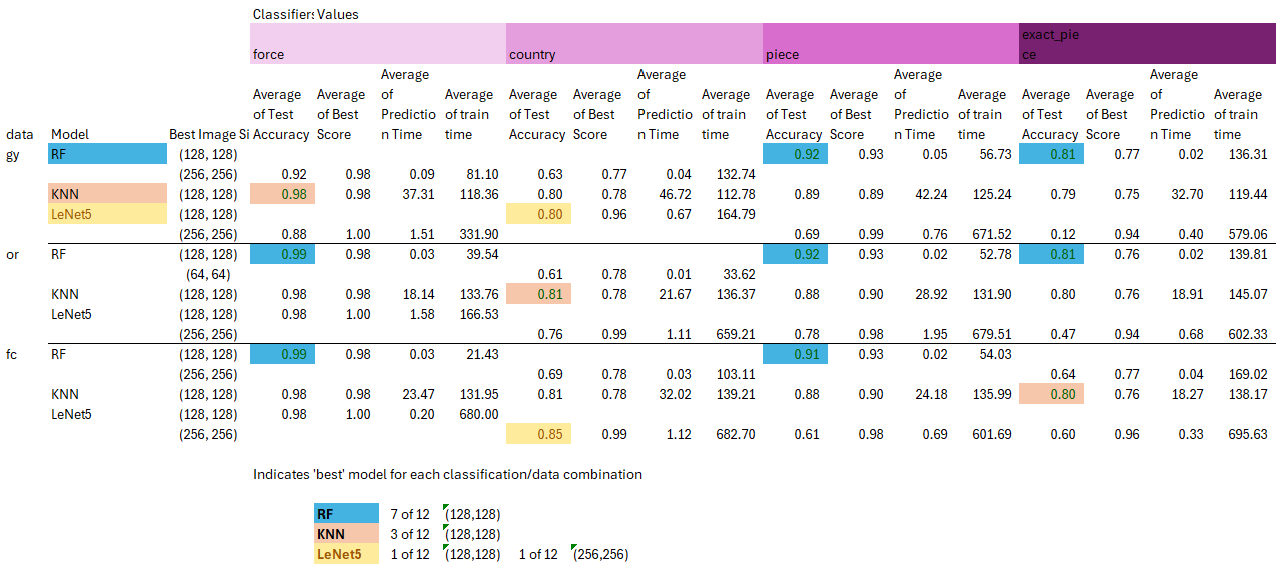 Classifiers Values
force country piece exact_pie
ce
Average of Test Accuracy Average of Best Score Average of Predictio n Time Average of train time Average of Test Accuracy Average of Best Score Average of Predictio n Time Average of train time Average of Test Accuracy Average of Best Score Average of Predictio n Time Average of train time Average of Test Accuracy Average of Best Score Average of Predictio n Time Average of train time
data Model Best Image Si
gy RF (128, 128) 0.92 0.93 0.05 56.73 0.81 0.77 0.02 136.31
(256, 256) 0.92 0.98 0.09 81.10 0.63 0.77 0.04 132.74
KNN (128, 128) 0.98 0.98 37.31 118.36 0.80 0.78 46.72 112.78 0.89 0.89 42.24 125.24 0.79 0.75 32.70 119.44
LeNet5 (128, 128) 0.80 0.96 0.67 164.79
(256, 256) 0.88 1.00 1.51 331.90 0.69 0.99 0.76 671.52 0.12 0.94 0.40 579.06
or RF (128, 128) 0.99 0.98 0.03 39.54 0.92 0.93 0.02 52.78 0.81 0.76 0.02 139.81
(64, 64) 0.61 0.78 0.01 33.62
KNN (128, 128) 0.98 0.98 18.14 133.76 0.81 0.78 21.67 136.37 0.88 0.90 28.92 131.90 0.80 0.76 18.91 145.07
LeNet5 (128, 128) 0.98 1.00 1.58 166.53
(256, 256) 0.76 0.99 1.11 659.21 0.78 0.98 1.95 679.51 0.47 0.94 0.68 602.33
fc RF (128, 128) 0.99 0.98 0.03 21.43 0.91 0.93 0.02 54.03
(256, 256) 0.69 0.78 0.03 103.11 0.64 0.77 0.04 169.02
KNN (128, 128) 0.98 0.98 23.47 131.95 0.81 0.78 32.02 139.21 0.88 0.90 24.18 135.99 0.80 0.76 18.27 138.17
LeNet5 (128, 128) 0.98 1.00 0.20 680.00
(256, 256) 0.85 0.99 1.12 682.70 0.61 0.98 0.69 601.69 0.60 0.96 0.33 695.63
Indicates 'best' model for each classification/data combination
RF 7 of 12 (128,128)
KNN 3 of 12 (128,128)
LeNet5 1 of 12 (128,128) 1 of 12 (256,256)